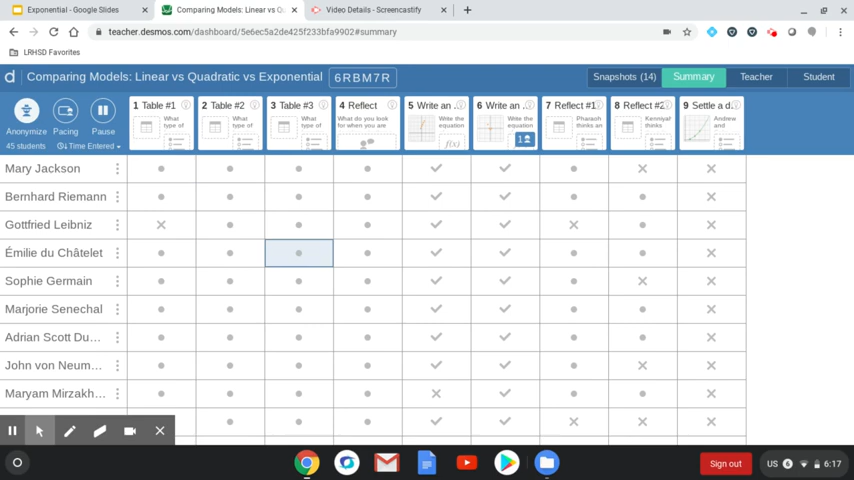 Exponential - Google Slides
Comparing Models: Linear vs Qu
Video Details - Screencastify
teacher.desmos.com/dashboard/5e6ec5a2de425f233bfa9902#summary
LRHSD Favorites
Comparing Models: Linear vs Quadratic vs Exponential 6RBM7R
Snapshots (14)
Summary
Teacher
Student
Anonymize
Pacing
Pause
45 students
Time Entered
1 Table #1
What type of
2 Table #2
What type of
3 Table #3
What type of
4 Reflect
What do you look for when you are
5 Write an ...
Write the equation
f(x)
6 Write an ...
Write the equation
1
7 Reflect #1
Pharaoh thinks an
8 Reflect #2
Kenniyah thinks
9 Settle a d...
Andrew and
Mary Jackson
Bernhard Riemann
Gottfried Leibniz
Émilie du Châtelet
Sophie Germain
Marjorie Senechal
Adrian Scott Du...
John von Neum...
Maryam Mirzakh...
Sign out
US 6 6:17